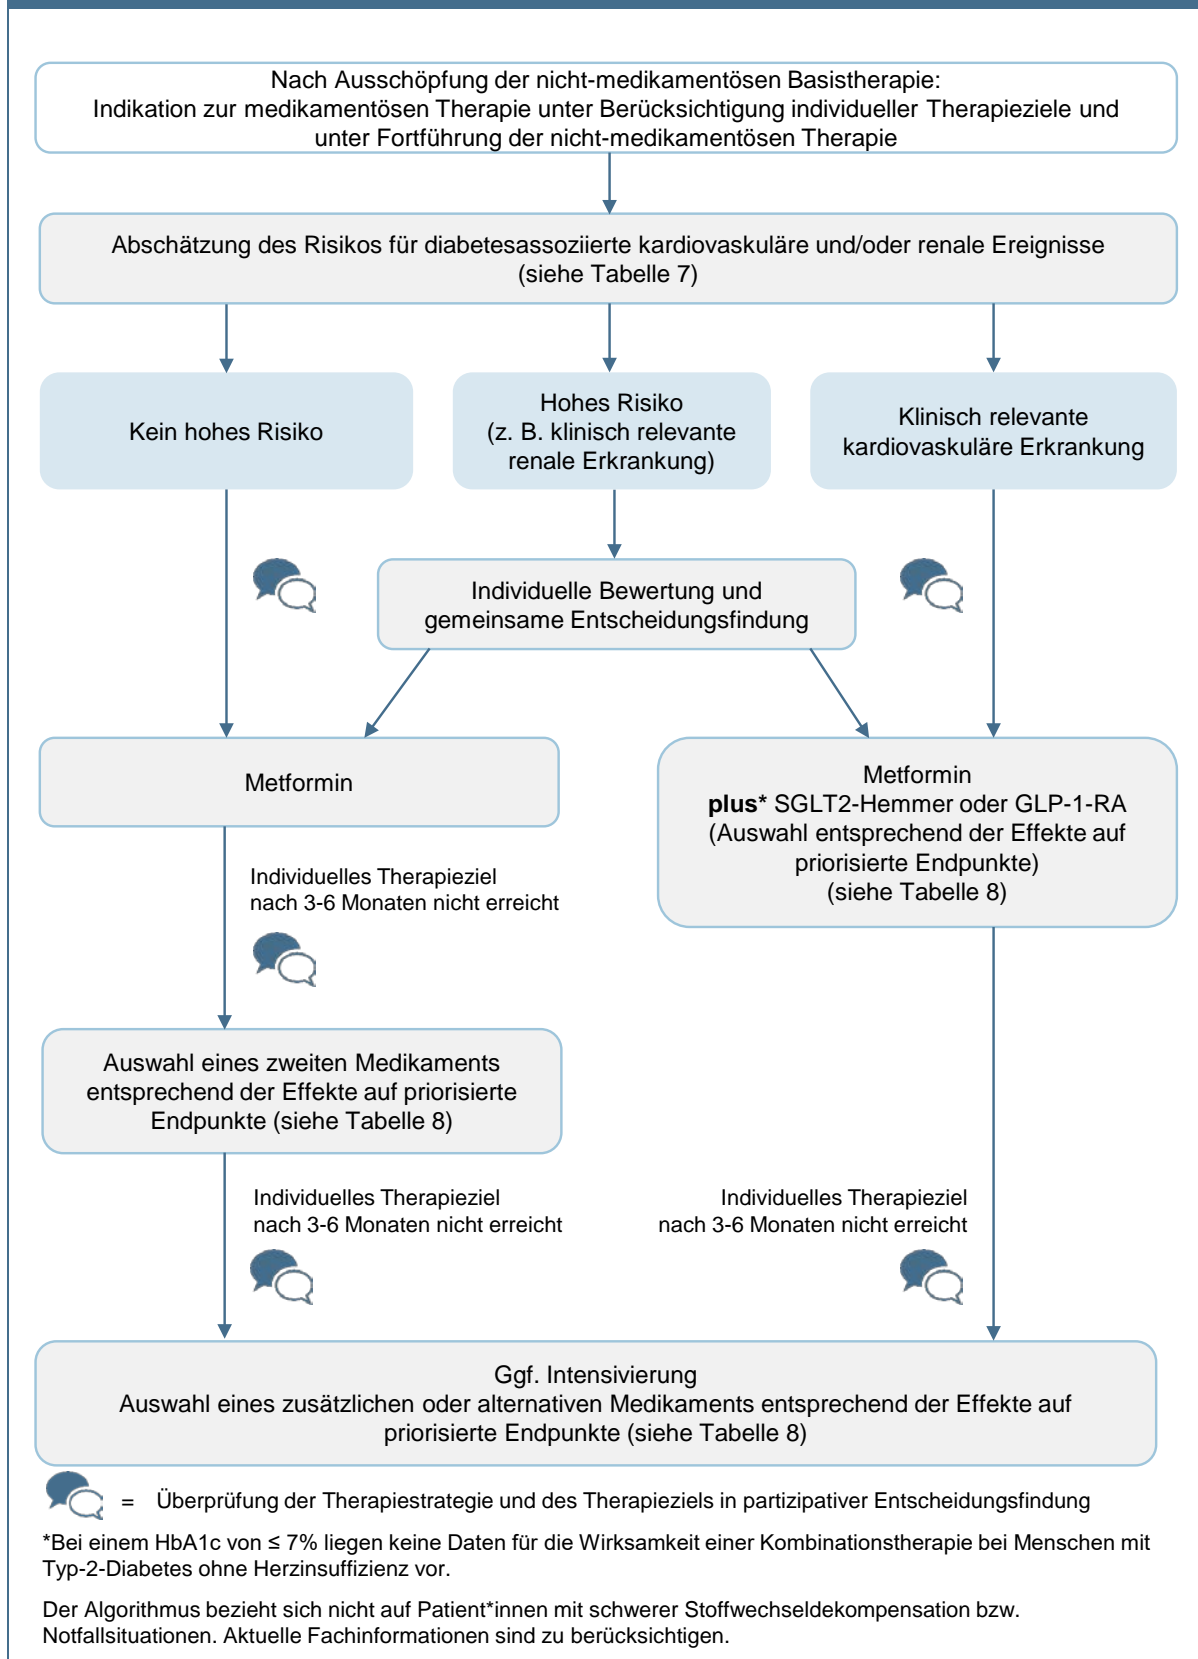 Nach Ausschöpfung der nicht-medikamentösen Basistherapie:
Indikation zur medikamentösen Therapie unter Berücksichtigung individueller Therapieziele und
unter Fortführung der nicht-medikamentösen Therapie
Abschätzung des Risikos für diabetesassoziierte kardiovaskuläre und/oder renale Ereignisse
(siehe Tabelle 7)
Kein hohes Risiko
Hohes Risiko
(z. B. klinisch relevante
renale Erkrankung)
Klinisch relevante
kardiovaskuläre Erkrankung
Individuelle Bewertung und
gemeinsame Entscheidungsfindung
Metformin
Metformin
plus* SGLT2-Hemmer oder GLP-1-RA
(Auswahl entsprechend der Effekte auf
priorisierte Endpunkte)
(siehe Tabelle 8)
Individuelles Therapieziel
nach 3-6 Monaten nicht erreicht
Auswahl eines zweiten Medikaments
entsprechend der Effekte auf priorisierte
Endpunkte (siehe Tabelle 8)
Individuelles Therapieziel
nach 3-6 Monaten nicht erreicht
Individuelles Therapieziel
nach 3-6 Monaten nicht erreicht
Ggf. Intensivierung
Auswahl eines zusätzlichen oder alternativen Medikaments entsprechend der Effekte auf
priorisierte Endpunkte (siehe Tabelle 8)
= Überprüfung der Therapiestrategie und des Therapieziels in partizipativer Entscheidungsfindung
*Bei einem HbA1c von ≤ 7% liegen keine Daten für die Wirksamkeit einer Kombinationstherapie bei Menschen mit
Typ-2-Diabetes ohne Herzinsuffizienz vor.
Der Algorithmus bezieht sich nicht auf Patient*innen mit schwerer Stoffwechseldekompensation bzw.
Notfallsituationen. Aktuelle Fachinformationen sind zu berücksichtigen.